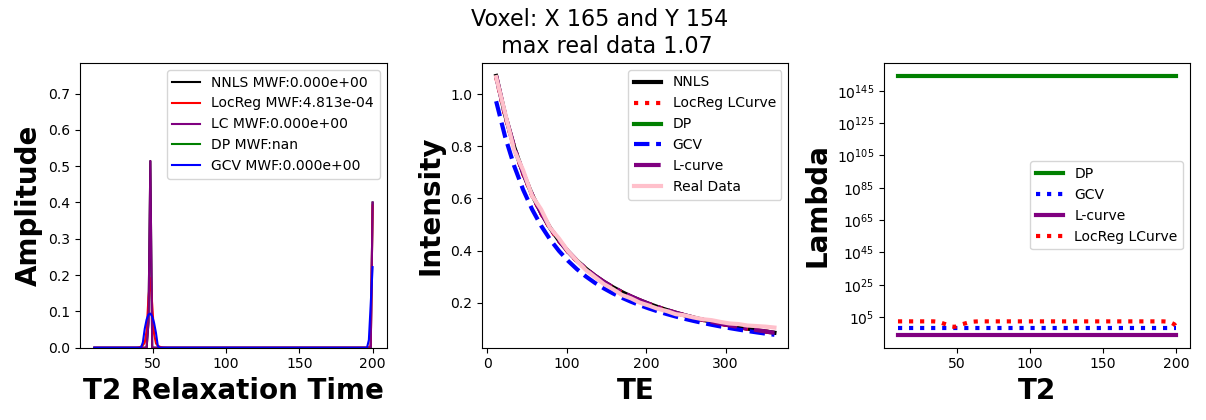 Voxel: X 165 and Y 154
max real data 1.07
Amplitude
0.7
0.6
0.5
0.4
0.3
0.2
0.1
0.0
NNLS MWF:0.000e+00
LocReg MWF:4.813e-04
LC MWF:0.000e+00
DP MWF:nan
GCV MWF:0.000e+00
50
100
150
200
T2 Relaxation Time
Intensity
1.0
0.8
0.6
0.4
0.2
NNLS
LocReg LCurve
DP
GCV
L-curve
Real Data
0
100
200
300
TE
Lambda
10^145
10^125
10^105
10^85
10^65
10^45
10^25
10^5
DP
GCV
L-curve
LocReg LCurve
50
100
150
200
T2